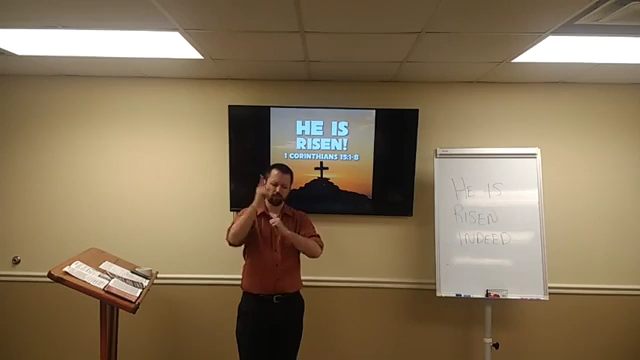 HE IS
RISEN!
1 CORINTHIANS 15:1-8
HE IS
RISEN
INDEED